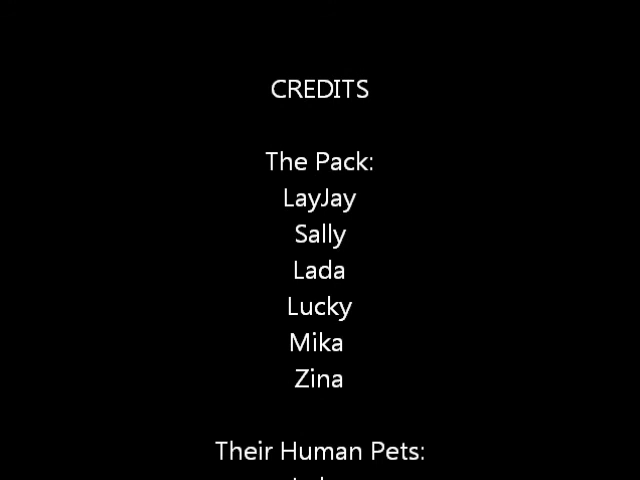 CREDITS
The Pack:
LayJay
Sally
Lada
Lucky
Mika
Zina
Their Human Pets: